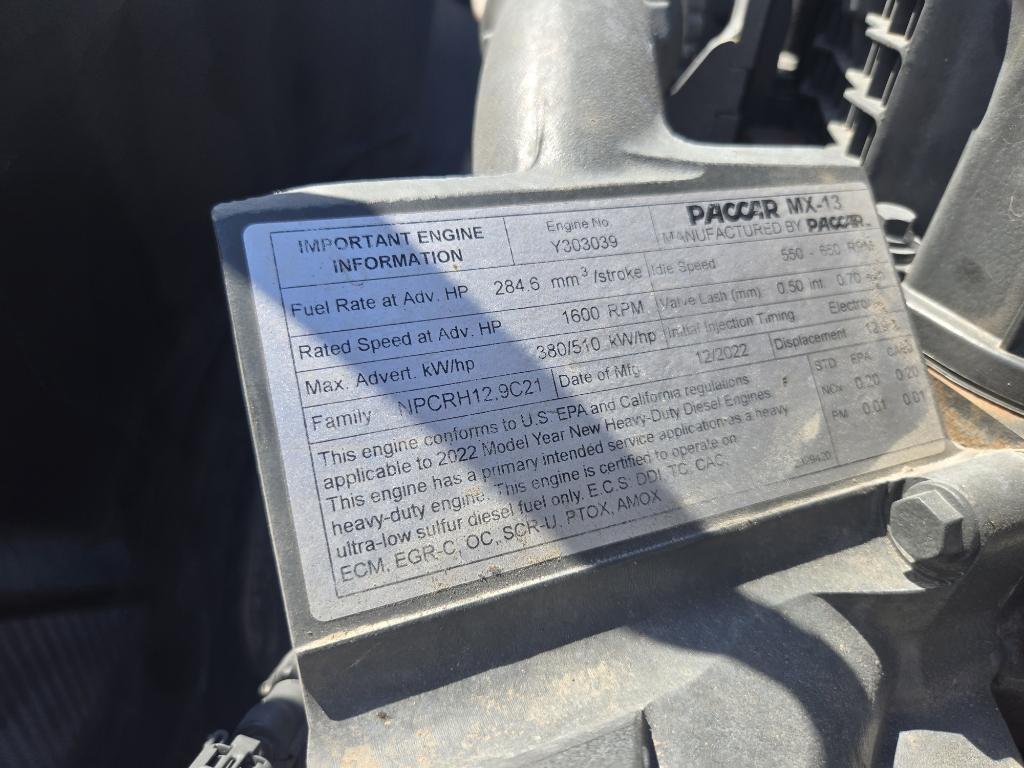 IMPORTANT ENGINE INFORMATION
Engine No.
Y303039
PACCAR MX-13
MANUFACTURED BY PACCAR
Fuel Rate at Adv. HP 284.6 mm³/stroke
Idle Speed 550 - 650 RPM
Rated Speed at Adv. HP 1600 RPM
Valve Lash (mm) 0.50 int. 0.70
Max. Advert. kW/hp 380/510 kW/hp
Initial Injection Timing
Family NPCRH12.9C21
Date of Mfg 12/2022
Displacement
This engine conforms to U.S EPA and California regulations
applicable to 2022 Model Year New Heavy-Duty Diesel Engines.
This engine has a primary intended service application as a heavy
heavy-duty engine. This engine is certified to operate on
ultra-low sulfur diesel fuel only. E.C.S: DDI, TC, CAC,
ECM, EGR-C, OC, SCR-U, PTOX, AMOX
STD EPA CARB
NOx 0.20 0.20
PM 0.01 0.01